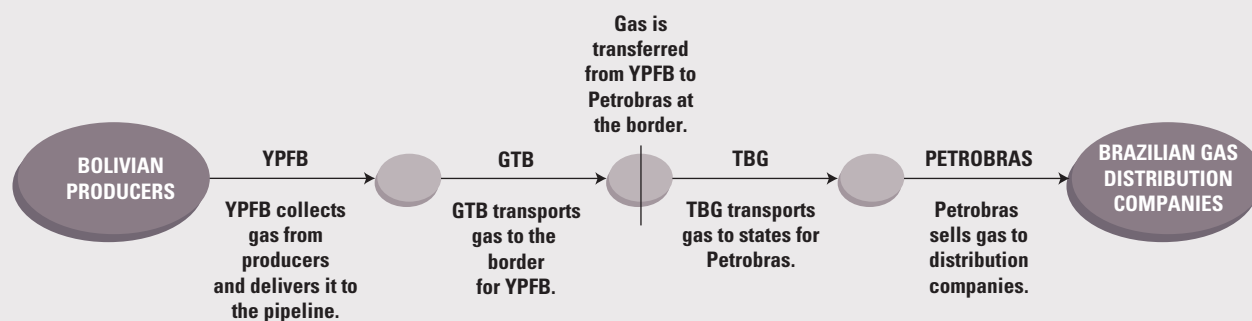 Gas is
transferred
from YPFB to
Petrobras at
the border.
BOLIVIAN
PRODUCERS
YPFB
GTB
TBG
PETROBRAS
BRAZILIAN GAS
DISTRIBUTION
COMPANIES
YPFB collects
gas from
producers
and delivers it to
the pipeline.
GTB transports
gas to the
border
for YPFB.
TBG transports
gas to states for
Petrobras.
Petrobras
sells gas to
distribution
companies.